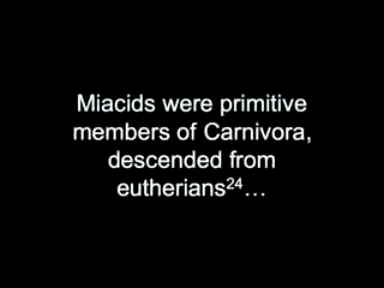 Miacids were primitive
members of Carnivora,
descended from
eutherians²⁴…